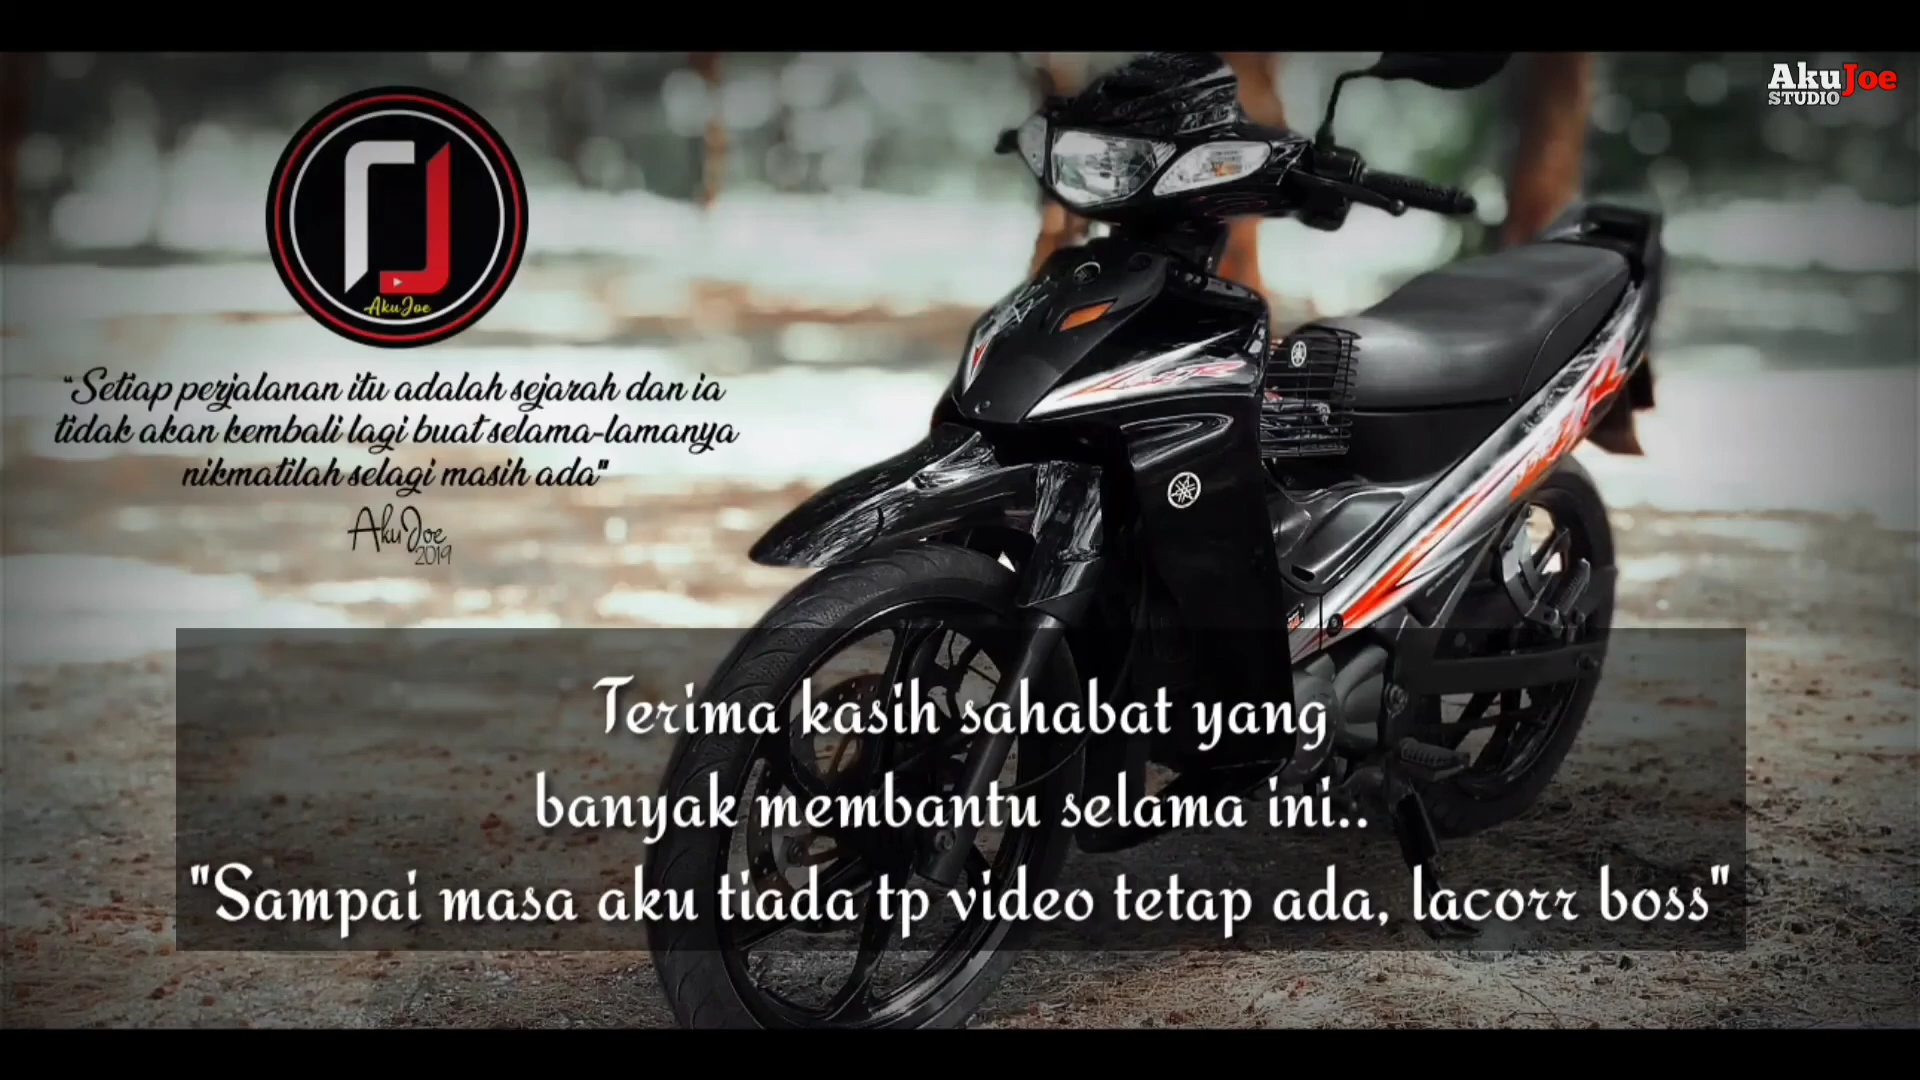 AkuJoe
STUDIO
AkuJoe
“Setiap perjalanan itu adalah sejarah dan ia
tidak akan kembali lagi buat selama-lamanya
nikmatilah selagi masih ada"
AkuJoe
2019
Terima kasih sahabat yang
banyak membantu selama ini..
"Sampai masa aku tiada tp video tetap ada, lacorr boss"